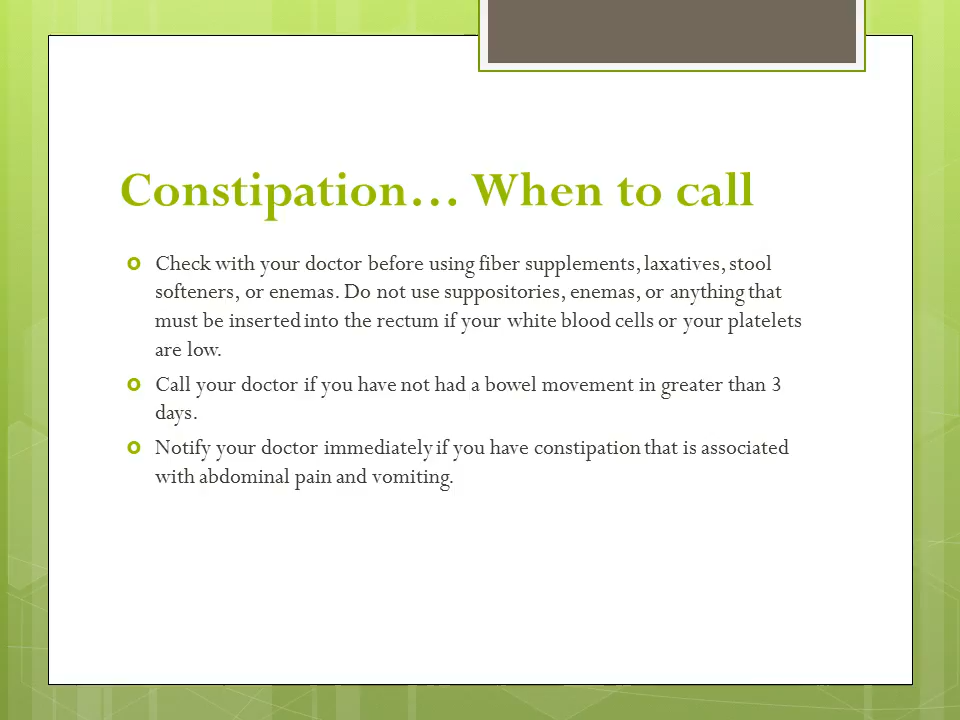 Constipation… When to call
Check with your doctor before using fiber supplements, laxatives, stool
softeners, or enemas. Do not use suppositories, enemas, or anything that
must be inserted into the rectum if your white blood cells or your platelets
are low.
Call your doctor if you have not had a bowel movement in greater than 3
days.
Notify your doctor immediately if you have constipation that is associated
with abdominal pain and vomiting.